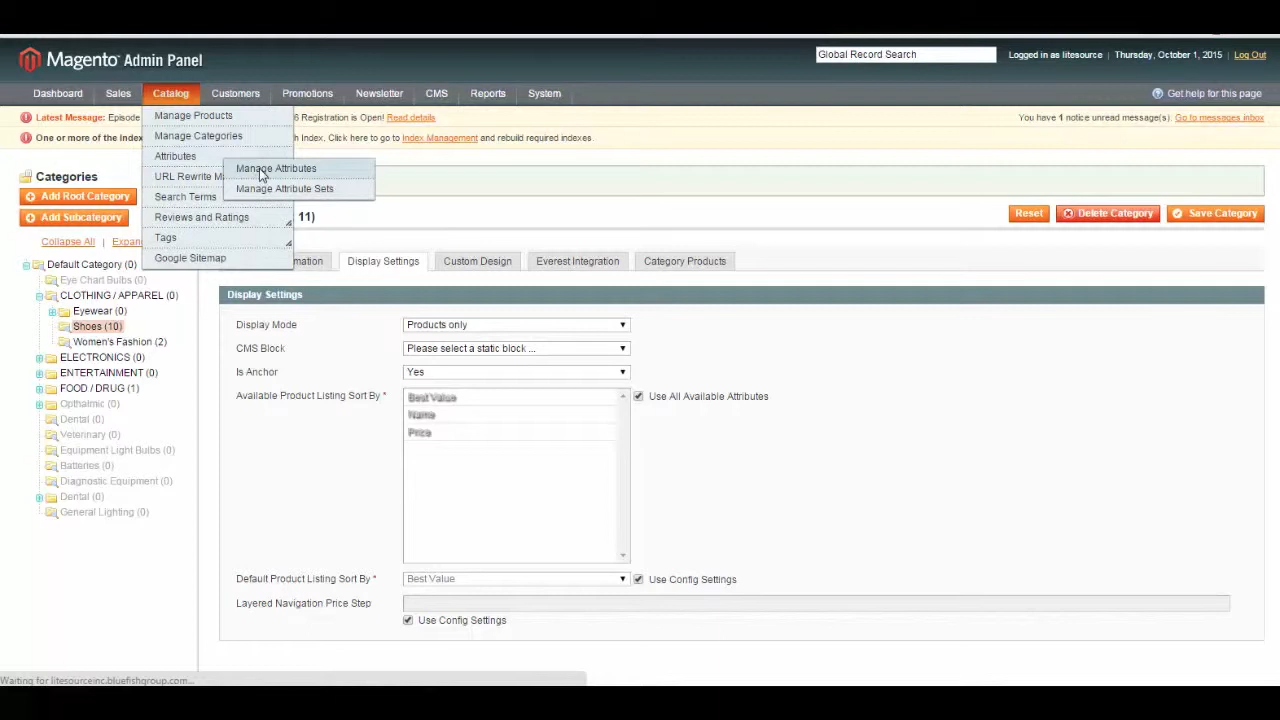 Magento Admin Panel
Global Record Search
Logged in as litesource | Thursday, October 1, 2015 | Log Out
Dashboard Sales Catalog Customers Promotions Newsletter CMS Reports System
Get help for this page
Latest Message: Episode 6 Registration is Open! Read details
You have 1 notice unread message(s). Go to messages inbox
One or more of the Index Index, Click here to go to Index Management and rebuild required indexes.
Manage Products
Manage Categories
Attributes
URL Rewrite M
Search Terms
Reviews and Ratings
Tags
Google Sitemap
Manage Attributes
Manage Attribute Sets
Categories
Add Root Category
Add Subcategory
Collapse All | Expan
Default Category (0)
Eye Chart Bulbs (0)
CLOTHING / APPAREL (0)
Eyewear (0)
Shoes (10)
Women's Fashion (2)
ELECTRONICS (0)
ENTERTAINMENT (0)
FOOD / DRUG (1)
Opthalmic (0)
Dental (0)
Veterinary (0)
Equipment Light Bulbs (0)
Batteries (0)
Diagnostic Equipment (0)
Dental (0)
General Lighting (0)
11)
Reset Delete Category Save Category
mation Display Settings Custom Design Everest Integration Category Products
Display Settings
Display Mode Products only
CMS Block Please select a static block ...
Is Anchor Yes
Available Product Listing Sort By * Best Value Use All Available Attributes
Name
Price
Default Product Listing Sort By * Best Value Use Config Settings
Layered Navigation Price Step
Use Config Settings
Waiting for litesourceinc.bluefishgroup.com...